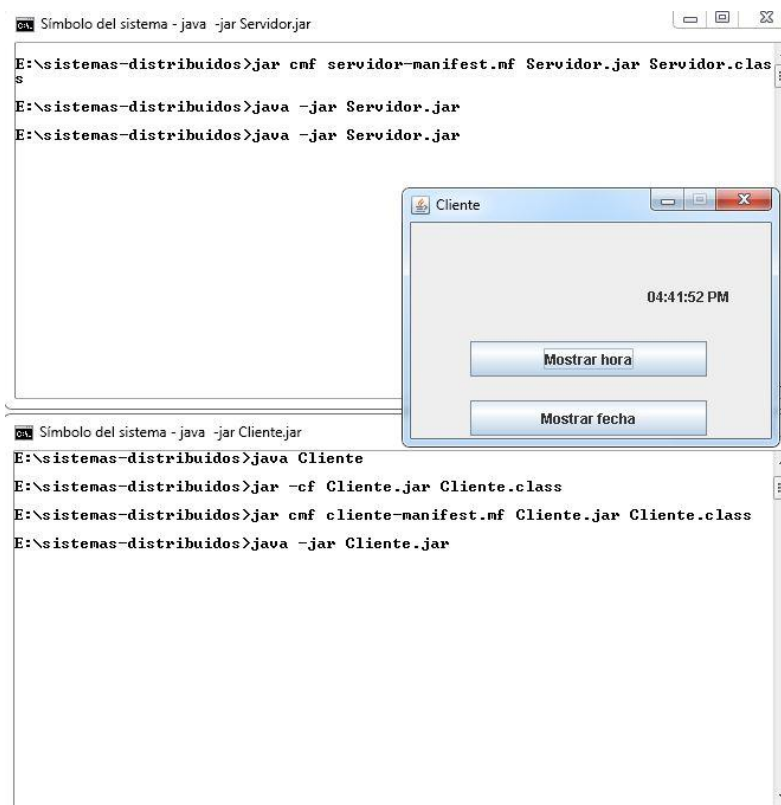 Símbolo del sistema - java -jar Servidor.jar
E:\sistemas-distribuidos>jar cmf servidor-manifest.mf Servidor.jar Servidor.clas
s
E:\sistemas-distribuidos>java -jar Servidor.jar
E:\sistemas-distribuidos>java -jar Servidor.jar
Cliente
04:41:52 PM
Mostrar hora
Mostrar fecha
Símbolo del sistema - java -jar Cliente.jar
E:\sistemas-distribuidos>java Cliente
E:\sistemas-distribuidos>jar -cf Cliente.jar Cliente.class
E:\sistemas-distribuidos>jar cmf cliente-manifest.mf Cliente.jar Cliente.class
E:\sistemas-distribuidos>java -jar Cliente.jar